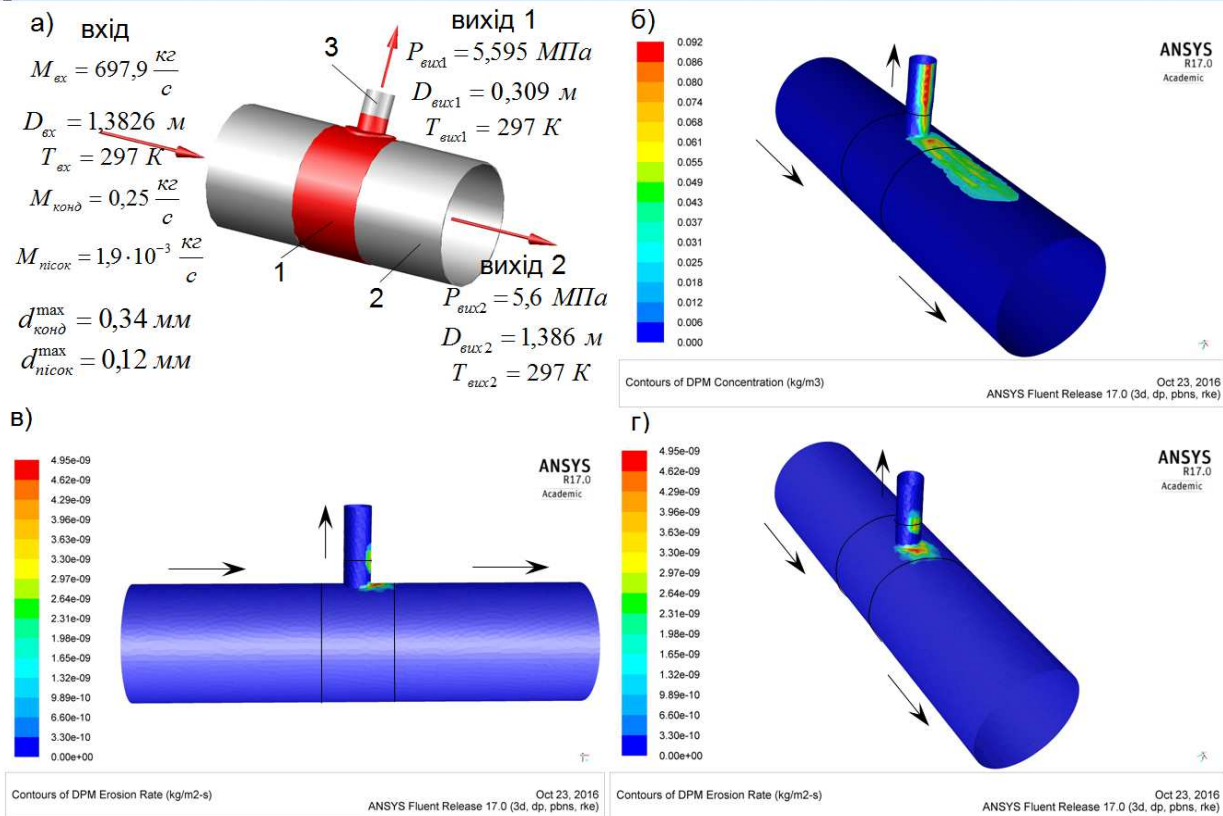 а)
вхід
M_вх = 697,9 кг/с
D_вх = 1,3826 м
T_вх = 297 К
M_конд = 0,25 кг/с
M_пісок = 1,9·10⁻³ кг/с
d_конд^max = 0,34 мм
d_пісок^max = 0,12 мм
3
1
2
вихід 1
P_вих1 = 5,595 МПа
D_вих1 = 0,309 м
T_вих1 = 297 К
вихід 2
P_вих2 = 5,6 МПа
D_вих2 = 1,386 м
T_вих2 = 297 К
б)
0.092
0.086
0.080
0.074
0.068
0.061
0.055
0.049
0.043
0.037
0.031
0.025
0.018
0.012
0.006
0.000
ANSYS
R17.0
Academic
Contours of DPM Concentration (kg/m3)
Oct 23, 2016
ANSYS Fluent Release 17.0 (3d, dp, pbns, rke)
в)
4.95e-09
4.62e-09
4.29e-09
3.96e-09
3.63e-09
3.30e-09
2.97e-09
2.64e-09
2.31e-09
1.98e-09
1.65e-09
1.32e-09
9.89e-10
6.60e-10
3.30e-10
0.00e+00
ANSYS
R17.0
Academic
Contours of DPM Erosion Rate (kg/m2-s)
Oct 23, 2016
ANSYS Fluent Release 17.0 (3d, dp, pbns, rke)
г)
4.95e-09
4.62e-09
4.29e-09
3.96e-09
3.63e-09
3.30e-09
2.97e-09
2.64e-09
2.31e-09
1.98e-09
1.65e-09
1.32e-09
9.89e-10
6.60e-10
3.30e-10
0.00e+00
ANSYS
R17.0
Academic
Contours of DPM Erosion Rate (kg/m2-s)
Oct 23, 2016
ANSYS Fluent Release 17.0 (3d, dp, pbns, rke)